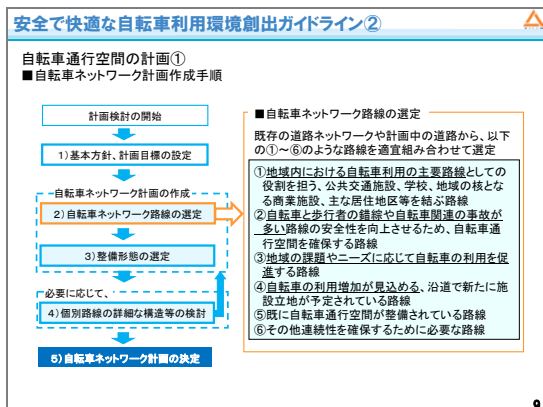 安全で快適な自転車利用環境創出ガイドライン②
自転車通行空間の計画①
■自転車ネットワーク計画作成手順
計画検討の開始
1)基本方針、計画目標の設定
自転車ネットワーク計画の作成
2)自転車ネットワーク路線の選定
3)整備形態の選定
必要に応じて、
4)個別路線の詳細な構造等の検討
5)自転車ネットワーク計画の決定
■自転車ネットワーク路線の選定
既存の道路ネットワークや計画中の道路から、以下
の①～⑥のような路線を適宜組み合わせて選定
①地域内における自転車利用の主要路線としての
役割を担う、公共交通施設、学校、地域の核とな
る商業施設、主な居住地区等を結ぶ路線
②自転車と歩行者の錯綜や自転車関連の事故が
多い路線の安全性を向上させるため、自転車通
行空間を確保する路線
③地域の課題やニーズに応じて自転車の利用を促
進する路線
④自転車の利用増加が見込める、沿道で新たに施
設立地が予定されている路線
⑤既に自転車通行空間が整備されている路線
⑥その他連続性を確保するために必要な路線
9